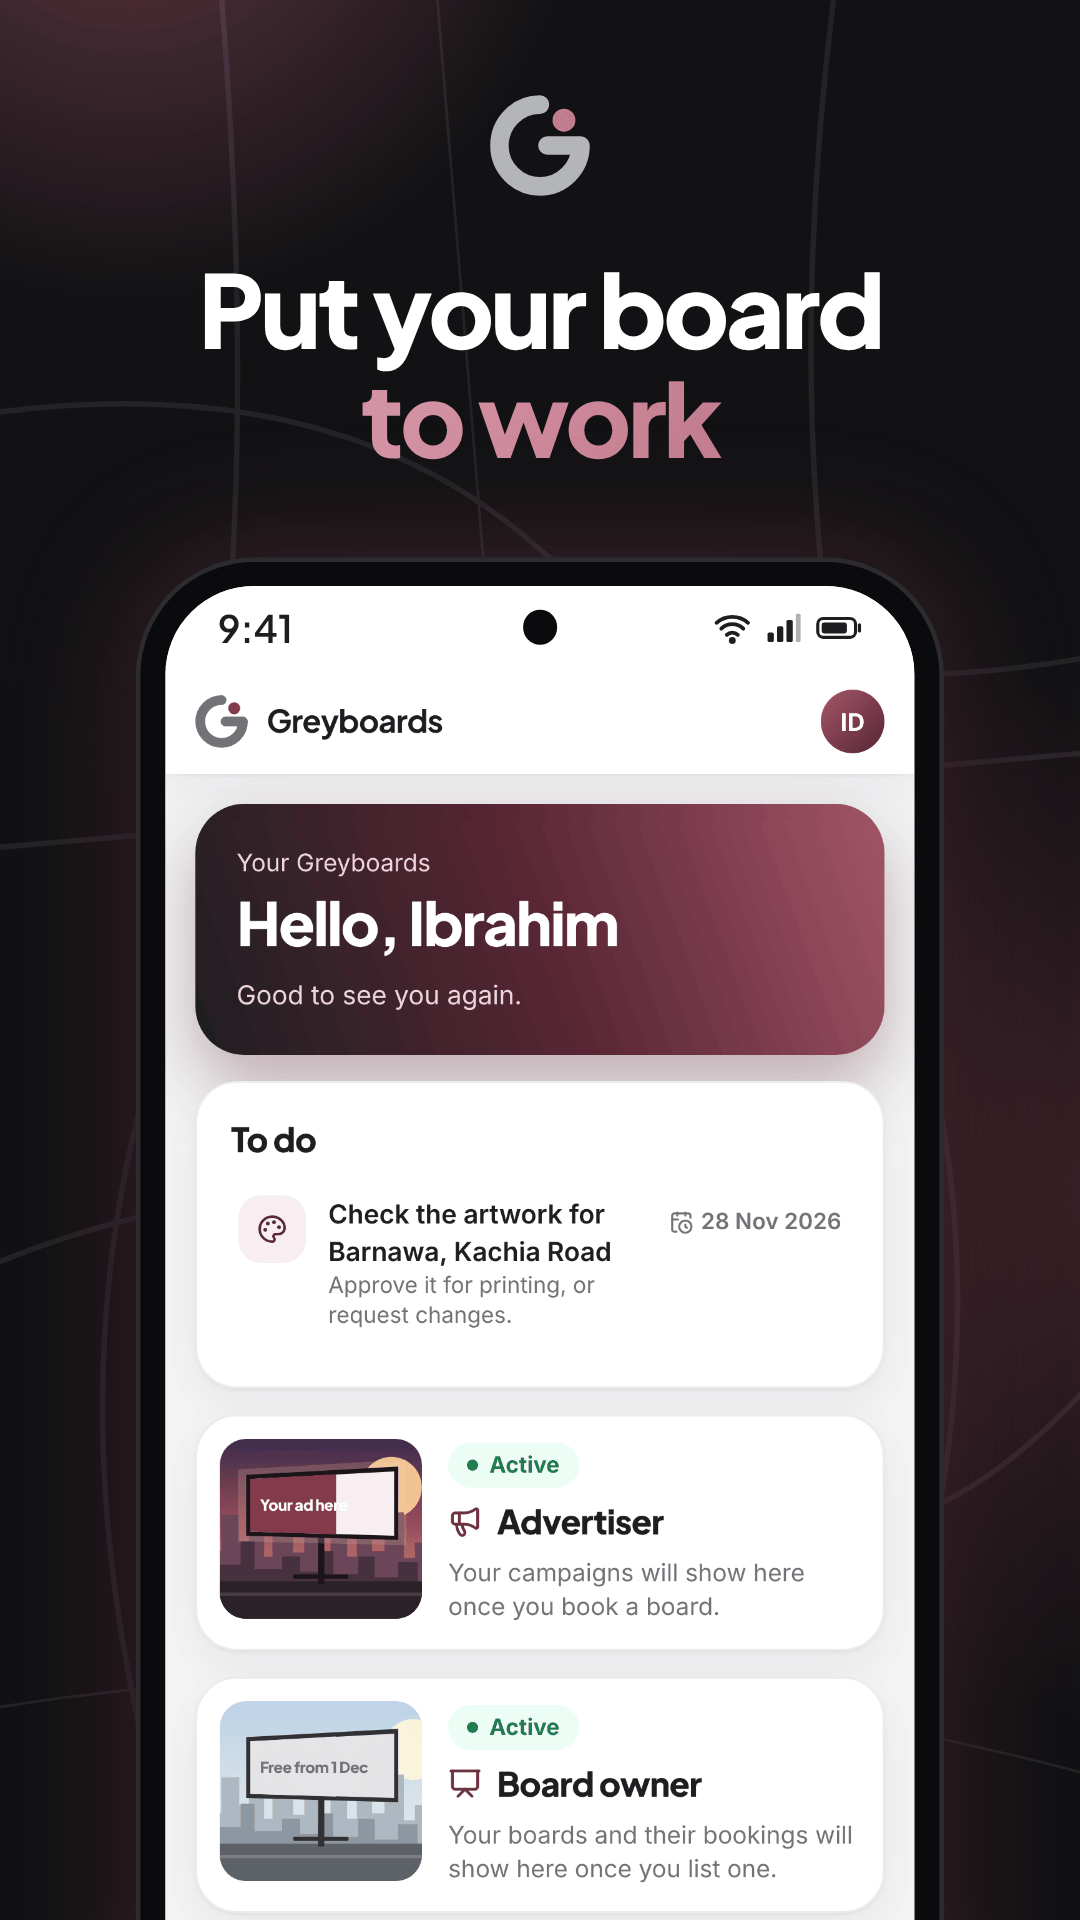 Put your board
to work
9:41
Greyboards
ID
Your Greyboards
Hello, Ibrahim
Good to see you again.
To do
Check the artwork for
Barnawa, Kachia Road
28 Nov 2026
Approve it for printing, or
request changes.
Your ad here
Active
Advertiser
Your campaigns will show here
once you book a board.
Free from 1 Dec
Active
Board owner
Your boards and their bookings will
show here once you list one.